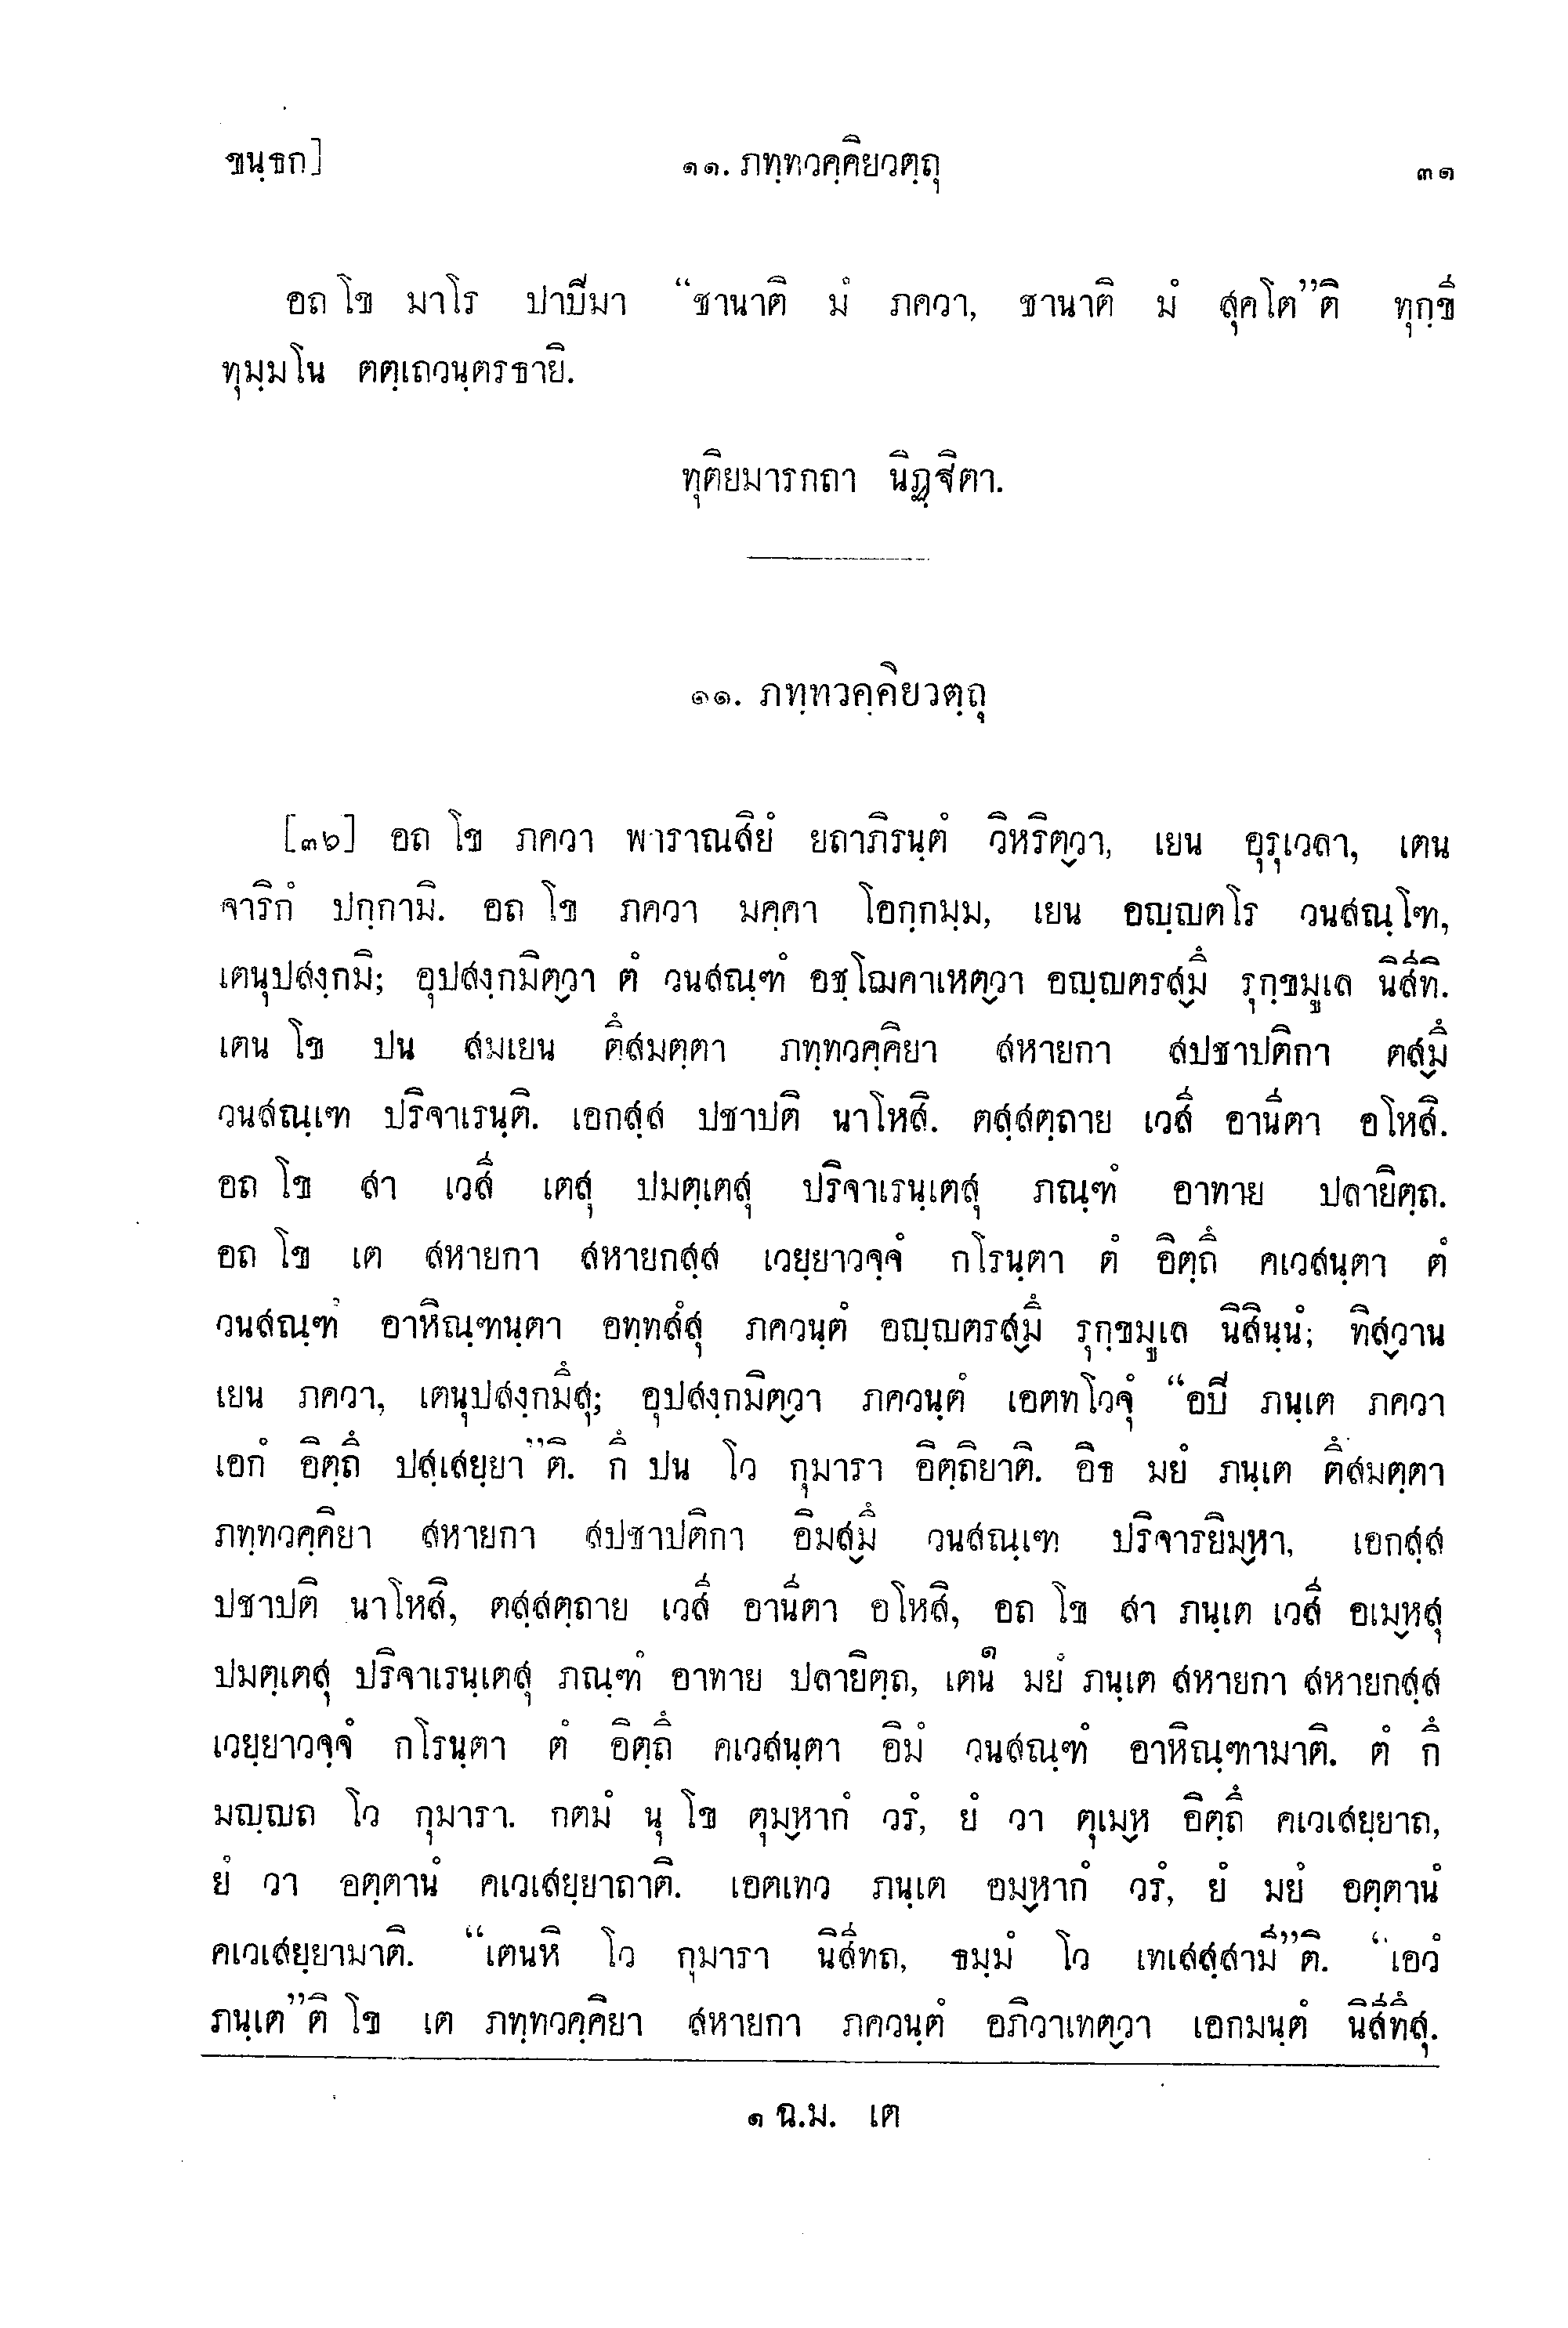 ขนฺธก]
๑๑. ภทฺทวคฺคิยวตฺถุ
๓๑
อถ โข มาโร ปาปีมา “ชานาติ มํ ภควา, ชานาติ มํ สุคโต”ติ ทุกฺขี
ทุมฺมโน ตตฺเถวนฺตรธายิ.
ทุติยมารกถา นิฏฺฐิตา.
๑๑. ภทฺทวคฺคิยวตฺถุ
[๓๖] อถ โข ภควา พาราณสิยํ ยถาภิรนฺตํ วิหริตฺวา, เยน อุรุเวลา, เตน
จาริกํ ปกฺกามิ. อถ โข ภควา มคฺคา โอกฺกมฺม, เยน อญฺญตโร วนสณฺโฑ,
เตนุปสงฺกมิ; อุปสงฺกมิตฺวา ตํ วนสณฺฑํ อชฺโฌคาเหตฺวา อญฺญตรสฺมึ รุกฺขมูเล นิสีทิ.
เตน โข ปน สมเยน ตึสมตฺตา ภทฺทวคฺคิยา สหายกา สปชาปติกา ตสฺมึ
วนสณฺเฑ ปริจาเรนฺติ. เอกสฺส ปชาปติ นาโหสิ. ตสฺสตฺถาย เวสี อานีตา อโหสิ.
อถ โข สา เวสี เตสุ ปมตฺเตสุ ปริจาเรนฺเตสุ ภณฺฑํ อาทาย ปลายิตฺถ.
อถ โข เต สหายกา สหายกสฺส เวยฺยาวจฺจํ กโรนฺตา ตํ อิตฺถึ คเวสนฺตา ตํ
วนสณฺฑํ อาหิณฺฑนฺตา อทฺทสํสุ ภควนฺตํ อญฺญตรสฺมึ รุกฺขมูเล นิสินฺนํ; ทิสฺวาน
เยน ภควา, เตนุปสงฺกมึสุ; อุปสงฺกมิตฺวา ภควนฺตํ เอตทโวจุํ “อปิ ภนฺเต ภควา
เอกํ อิตฺถึ ปสฺเสยฺยา”ติ. กึ ปน โว กุมารา อิตฺถิยาติ. อิธ มยํ ภนฺเต ตึสมตฺตา
ภทฺทวคฺคิยา สหายกา สปชาปติกา อิมสฺมึ วนสณฺเฑ ปริจารยิมฺหา, เอกสฺส
ปชาปติ นาโหสิ, ตสฺสตฺถาย เวสี อานีตา อโหสิ, อถ โข สา ภนฺเต เวสี อเมฺหสุ
ปมตฺเตสุ ปริจาเรนฺเตสุ ภณฺฑํ อาทาย ปลายิตฺถ, เตน๑ มยํ ภนฺเต สหายกา สหายกสฺส
เวยฺยาวจฺจํ กโรนฺตา ตํ อิตฺถึ คเวสนฺตา อิมํ วนสณฺฑํ อาหิณฺฑามาติ. ตํ กึ
มญฺญถ โว กุมารา. กตมํ นุ โข ตุมฺหากํ วรํ, ยํ วา ตุเมฺห อิตฺถึ คเวเสยฺยาถ,
ยํ วา อตฺตานํ คเวเสยฺยาถาติ. เอตเทว ภนฺเต อมฺหากํ วรํ, ยํ มยํ อตฺตานํ
คเวเสยฺยามาติ. “เตนหิ โว กุมารา นิสีทถ, ธมฺมํ โว เทเสสฺสามี”ติ. “เอวํ
ภนฺเต”ติ โข เต ภทฺทวคฺคิยา สหายกา ภควนฺตํ อภิวาเทตฺวา เอกมนฺตํ นิสีทึสุ.
๑ ฉ.ม. เต